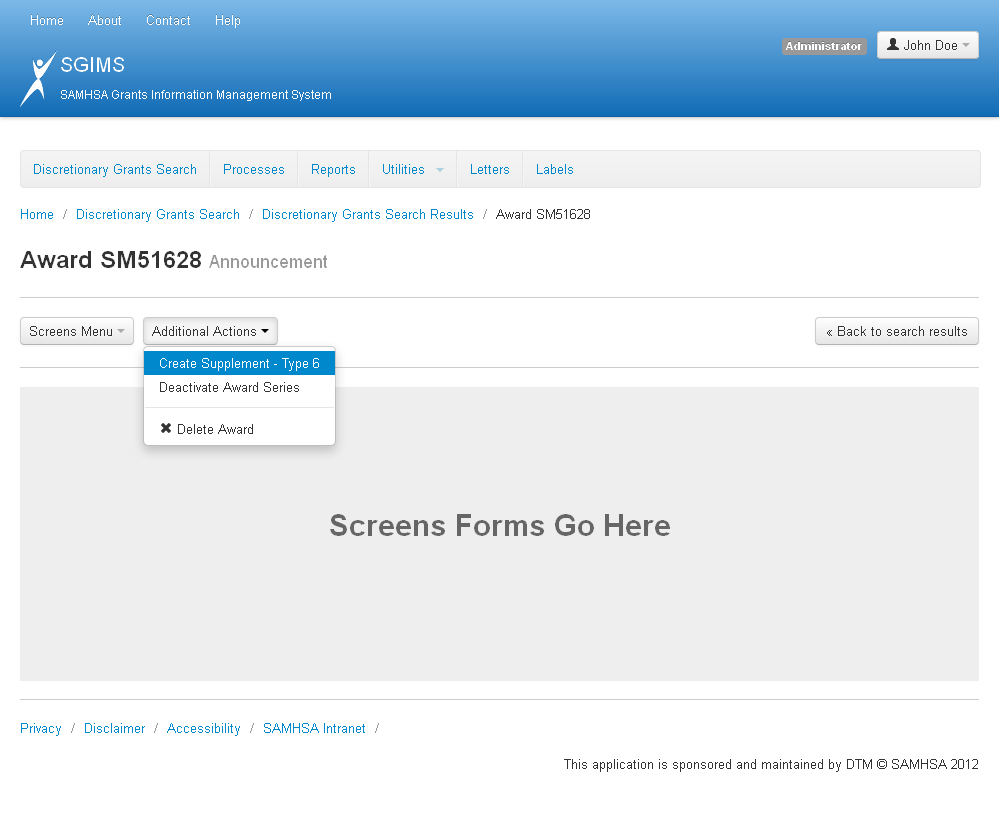 Home About Contact Help
Administrator John Doe
SGIMS
SAMHSA Grants Information Management System
Discretionary Grants Search Processes Reports Utilities Letters Labels
Home / Discretionary Grants Search / Discretionary Grants Search Results / Award SM51628
Award SM51628 Announcement
Screens Menu Additional Actions « Back to search results
Create Supplement - Type 6
Deactivate Award Series
✖ Delete Award
Screens Forms Go Here
Privacy / Disclaimer / Accessibility / SAMHSA Intranet /
This application is sponsored and maintained by DTM © SAMHSA 2012